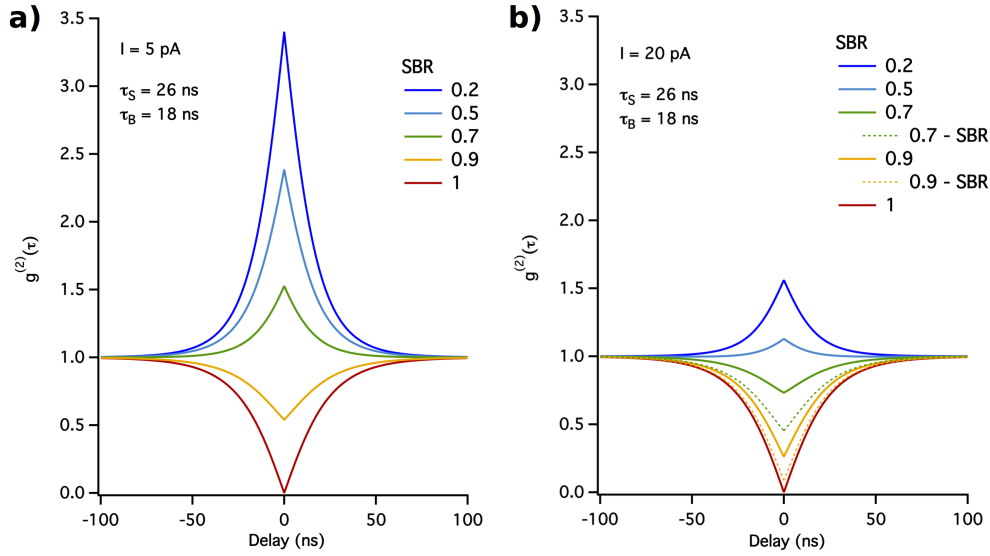 a)
I = 5 pA
τS = 26 ns
τB = 18 ns
SBR
0.2
0.5
0.7
0.9
1
3.5
3.0
2.5
2.0
1.5
1.0
0.5
0.0
g(2)(τ)
-100
-50
0
50
100
Delay (ns)
b)
I = 20 pA
τS = 26 ns
τB = 18 ns
SBR
0.2
0.5
0.7
0.7 - SBR
0.9
0.9 - SBR
1
3.5
3.0
2.5
2.0
1.5
1.0
0.5
0.0
g(2)(τ)
-100
-50
0
50
100
Delay (ns)